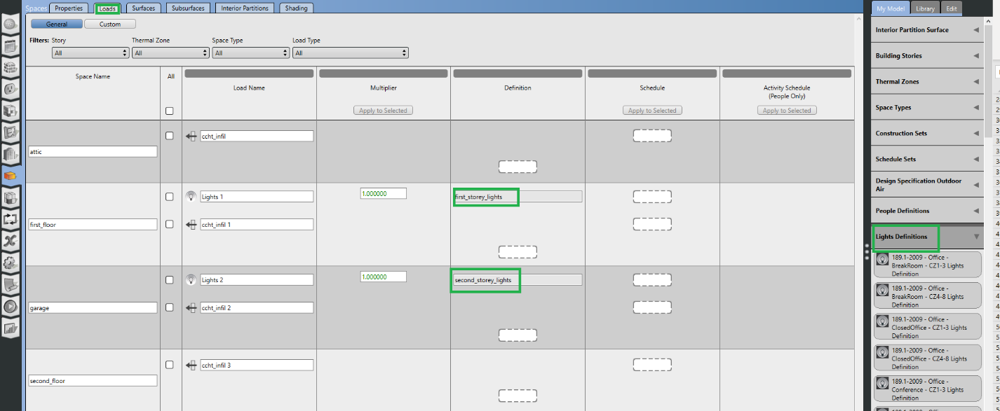 Spaces Properties Loads Surfaces Subsurfaces Interior Partitions Shading
General Custom
Filters: Story Thermal Zone Space Type Load Type
All All All All
Space Name All Load Name Multiplier Definition Schedule Activity Schedule
(People Only)
Apply to Selected Apply to Selected Apply to Selected
attic
ccht_infil
first_floor
Lights 1 1.000000 first_storey_lights
ccht_infil 1
garage
Lights 2 1.000000 second_storey_lights
ccht_infil 2
second_floor
ccht_infil 3
My Model Library Edit
Interior Partition Surface
Building Stories
Thermal Zones
Space Types
Construction Sets
Schedule Sets
Design Specification Outdoor
Air
People Definitions
Lights Definitions
189.1-2009 - Office -
BreakRoom - CZ1-3 Lights
Definition
189.1-2009 - Office -
BreakRoom - CZ4-8 Lights
Definition
189.1-2009 - Office -
ClosedOffice - CZ1-3 Lights
Definition
189.1-2009 - Office -
ClosedOffice - CZ4-8 Lights
Definition
189.1-2009 - Office -
Conference - CZ1-3 Lights
Definition